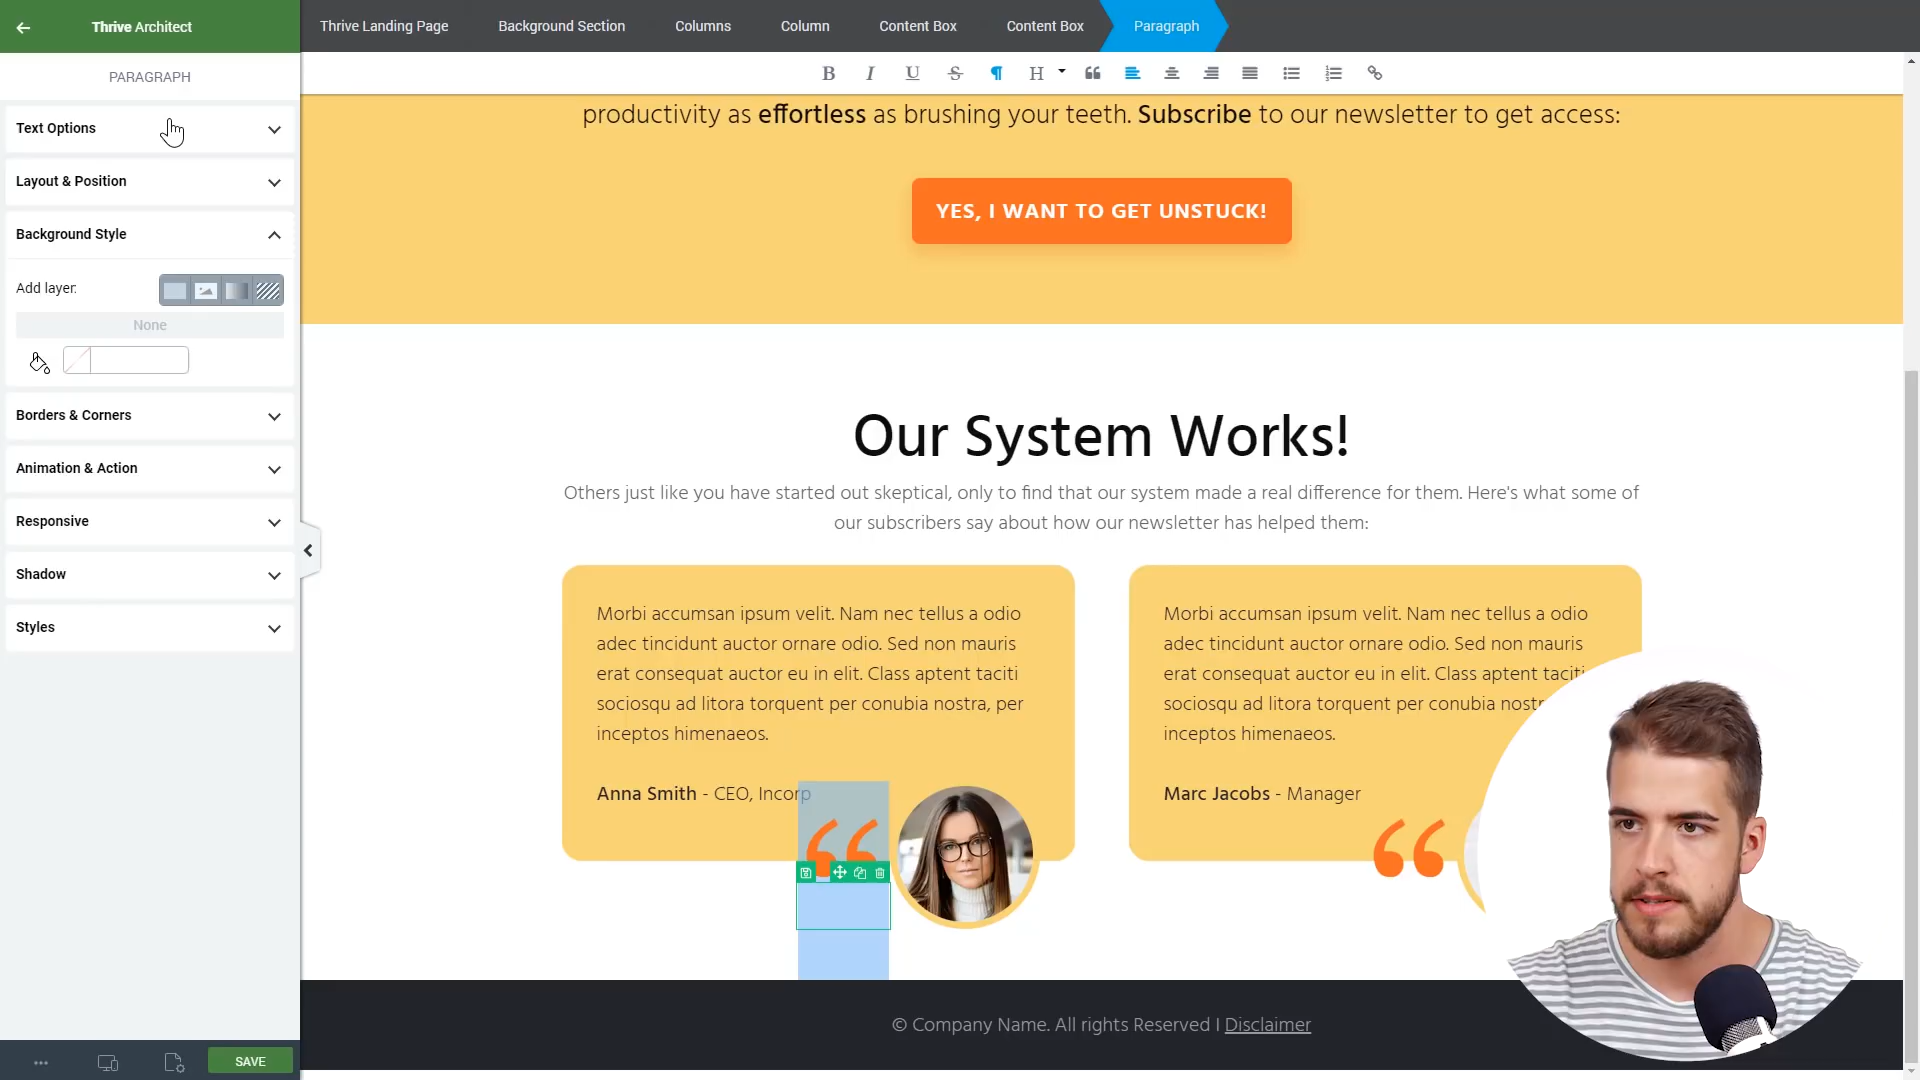 Thrive Architect
Thrive Landing Page
Background Section
Columns
Column
Content Box
Content Box
Paragraph
PARAGRAPH
B I U S ¶ H
Text Options
Layout & Position
Background Style
Add layer:
None
Borders & Corners
Animation & Action
Responsive
Shadow
Styles
SAVE
productivity as effortless as brushing your teeth. Subscribe to our newsletter to get access:
YES, I WANT TO GET UNSTUCK!
Our System Works!
Others just like you have started out skeptical, only to find that our system made a real difference for them. Here's what some of
our subscribers say about how our newsletter has helped them:
Morbi accumsan ipsum velit. Nam nec tellus a odio
adec tincidunt auctor ornare odio. Sed non mauris
erat consequat auctor eu in elit. Class aptent taciti
sociosqu ad litora torquent per conubia nostra, per
inceptos himenaeos.
Anna Smith - CEO, Incorp
Morbi accumsan ipsum velit. Nam nec tellus a odio
adec tincidunt auctor ornare odio. Sed non mauris
erat consequat auctor eu in elit. Class aptent taciti
sociosqu ad litora torquent per conubia nostr
inceptos himenaeos.
Marc Jacobs - Manager
© Company Name. All rights Reserved I Disclaimer